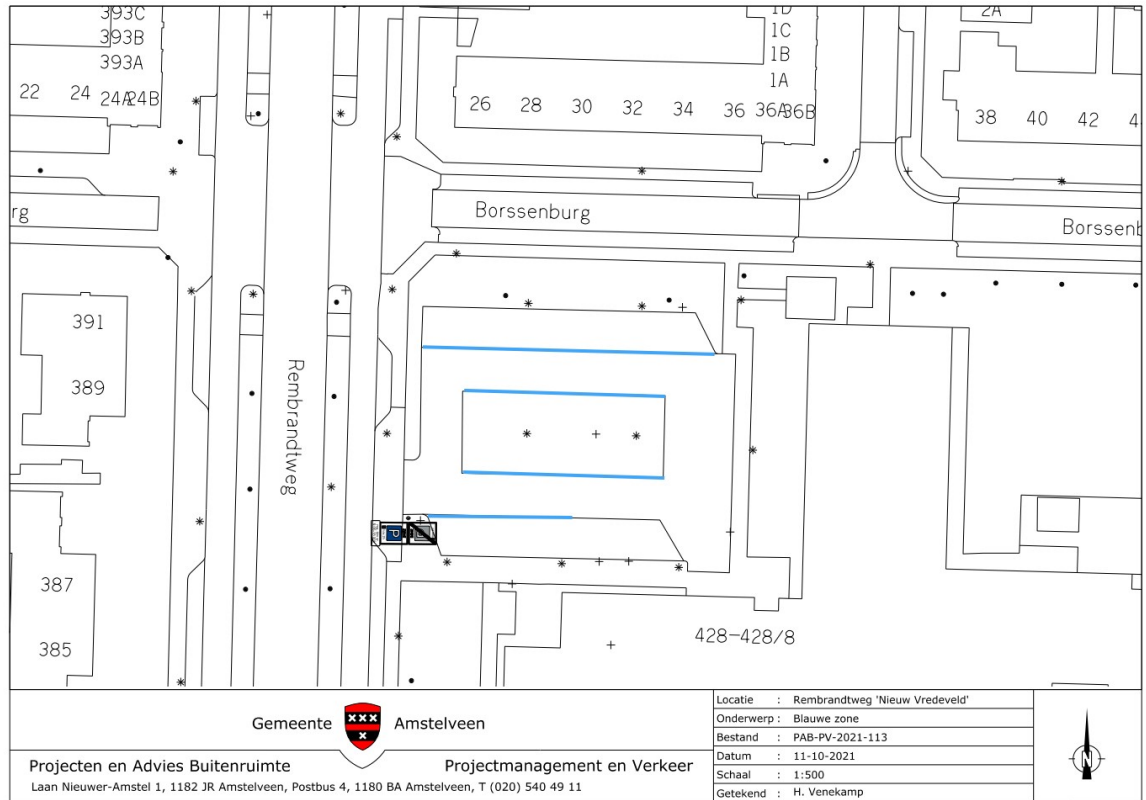 393C
393B
393A
22 24 24A 24B
1D
1C
1B
1A
26 28 30 32 34 36 36A 36B
2A
38 40 42 4
rg
Borssenburg
Borssenb
391
389
Rembrandtweg
P
387
385
428-428/8
Gemeente Amstelveen
Projecten en Advies Buitenruimte
Projectmanagement en Verkeer
Laan Nieuwer-Amstel 1, 1182 JR Amstelveen, Postbus 4, 1180 BA Amstelveen, T (020) 540 49 11
Locatie : Rembrandtweg 'Nieuw Vredeveld'
Onderwerp : Blauwe zone
Bestand : PAB-PV-2021-113
Datum : 11-10-2021
Schaal : 1:500
Getekend : H. Venekamp